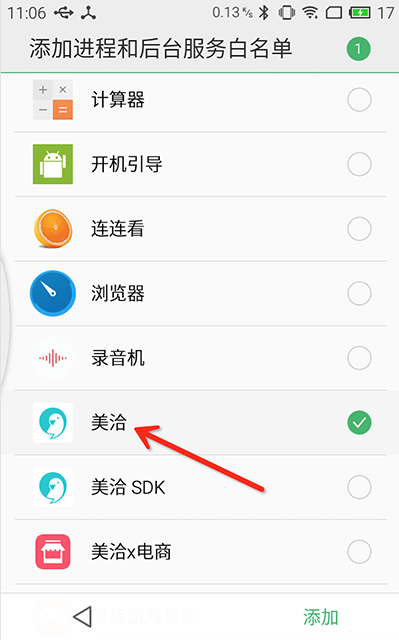 11:06
0.13 K/s
17
添加进程和后台服务白名单
1
计算器
开机引导
连连看
浏览器
录音机
美洽
美洽 SDK
美洽x电商
添加